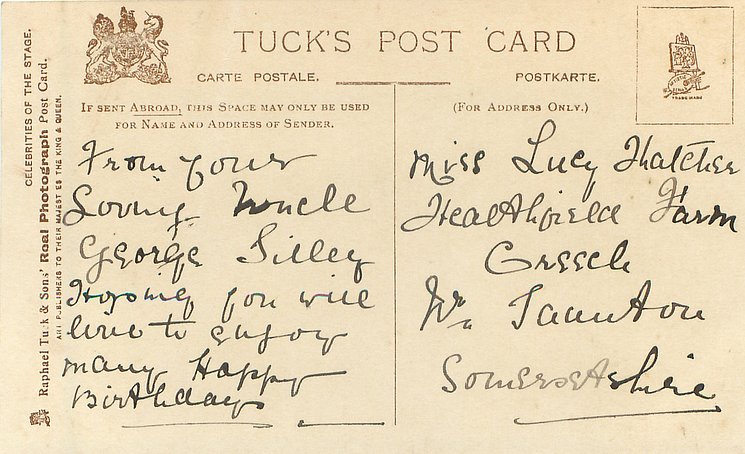 TUCK'S POST CARD
CARTE POSTALE.
POSTKARTE.
IF SENT ABROAD, THIS SPACE MAY ONLY BE USED
FOR NAME AND ADDRESS OF SENDER.
(FOR ADDRESS ONLY.)
CELEBRITIES OF THE STAGE.
Raphael Tuck & Sons' Real Photograph Post Card.
ART PUBLISHERS TO THEIR MAJESTIES THE KING & QUEEN.
TRADE MARK
From your
Loving Uncle
George Silley
Hoping you will
live to enjoy
many Happy
Birthdays
Miss Lucy Thatcher
Heathfield Farm
Creech
Nr Taunton
Somersetshire